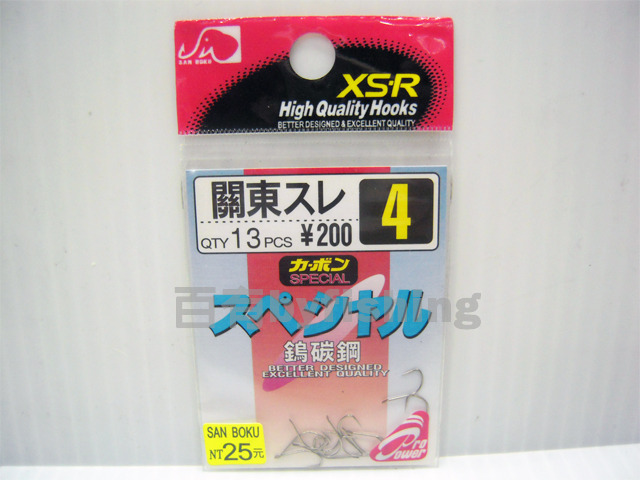 SAN BOKU
XS·R
High Quality Hooks
BETTER DESIGNED & EXCELLENT QUALITY
關東スレ
4
QTY 13 PCS ¥200
カーボン
SPECIAL
スペシャル
鎢碳鋼
BETTER DESIGNED
EXCELLENT QUALITY
SAN BOKU
NT25元
Pro
Power